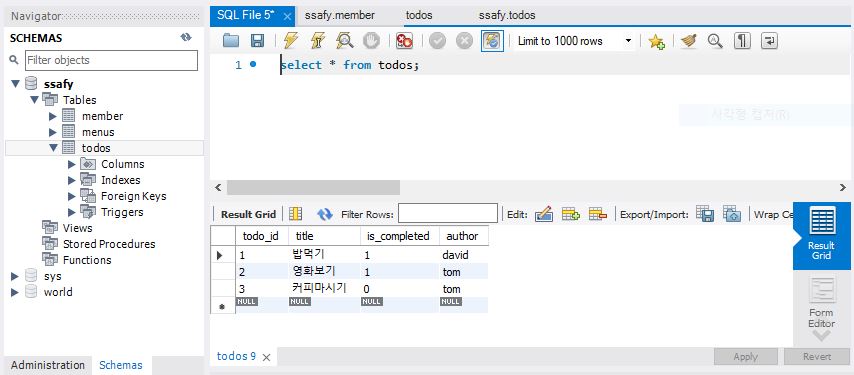 Navigator
SCHEMAS
Filter objects
ssafy
Tables
member
menus
todos
Columns
Indexes
Foreign Keys
Triggers
Views
Stored Procedures
Functions
sys
world
Administration Schemas
SQL File 5* ssafy.member todos ssafy.todos
Limit to 1000 rows
1 select * from todos;
사각형 캡처(R)
Result Grid Filter Rows: Edit: Export/Import: Wrap Ce
todo_id title is_completed author
1 밥먹기 1 david
2 영화보기 1 tom
3 커피마시기 0 tom
NULL NULL NULL NULL
Result Grid
Form Editor
todos 9
Apply Revert